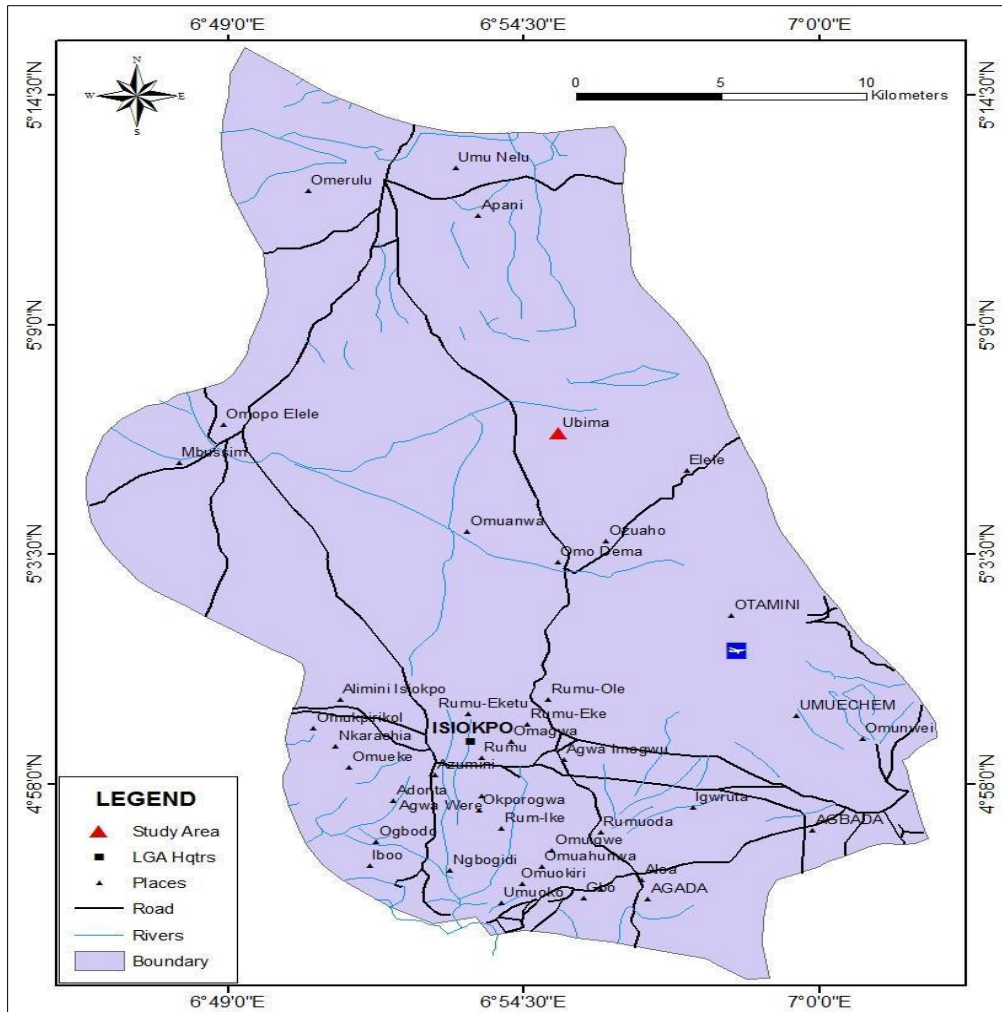 6°49'0"E 6°54'30"E 7°0'0"E
5°14'30"N 5°14'30"N
N
W E
S
0 5 10
Kilometers
Umu Nelu
Omerulu
Apani
5°9'0"N 5°9'0"N
Omopo Elele
Ubima
Mbussim
Elele
Omuanwa
Ozuaho
Omo Dema
5°3'30"N 5°3'30"N
OTAMINI
Alimini Isiokpo
Rumu-Ole
Rumu-Eketu
UMUECHEM
Omukpirikol
ISIOKPO
Rumu-Eke
Omagwa
Omunwei
Nkarachia
Rumu
Agwa Imogwu
Omueke
Azumini
4°58'0"N 4°58'0"N
Adonta
Okporogwa
Agwa Were
Igwruta
Rum-Ike
Rumuoda
AGBADA
Ogbodo
Omuigwe
Iboo
Ngbogidi
Omuahunwa
Omuokiri
Aloa
Umuoko
Gbo
AGADA
LEGEND
Study Area
LGA Hqtrs
Places
Road
Rivers
Boundary
6°49'0"E 6°54'30"E 7°0'0"E